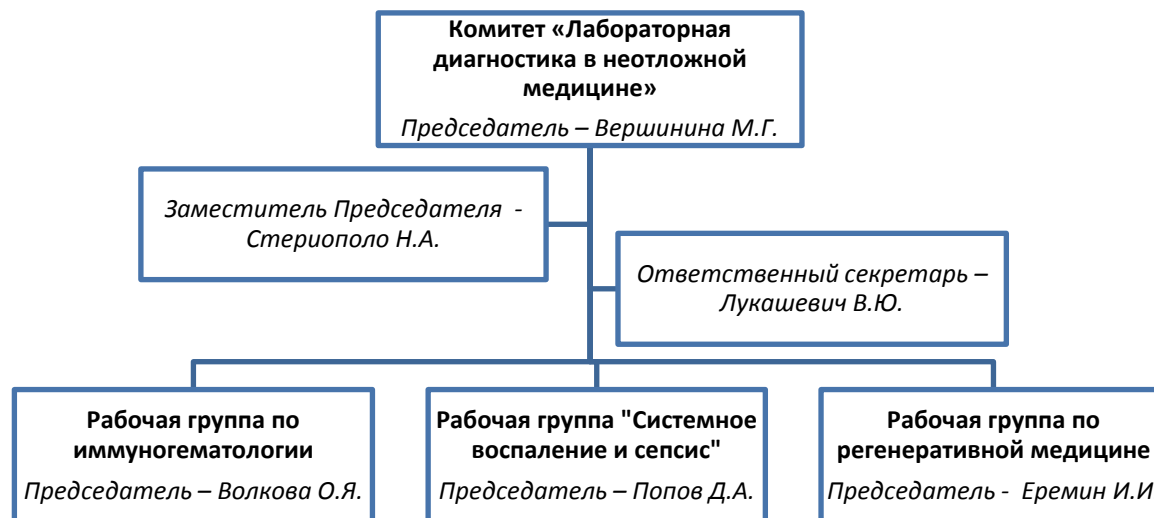 Комитет «Лабораторная
диагностика в неотложной
медицине»
Председатель – Вершинина М.Г.
Заместитель Председателя -
Стериополо Н.А.
Ответственный секретарь –
Лукашевич В.Ю.
Рабочая группа по
иммуногематологии
Председатель – Волкова О.Я.
Рабочая группа "Системное
воспаление и сепсис"
Председатель – Попов Д.А.
Рабочая группа по
регенеративной медицине
Председатель - Еремин И.И